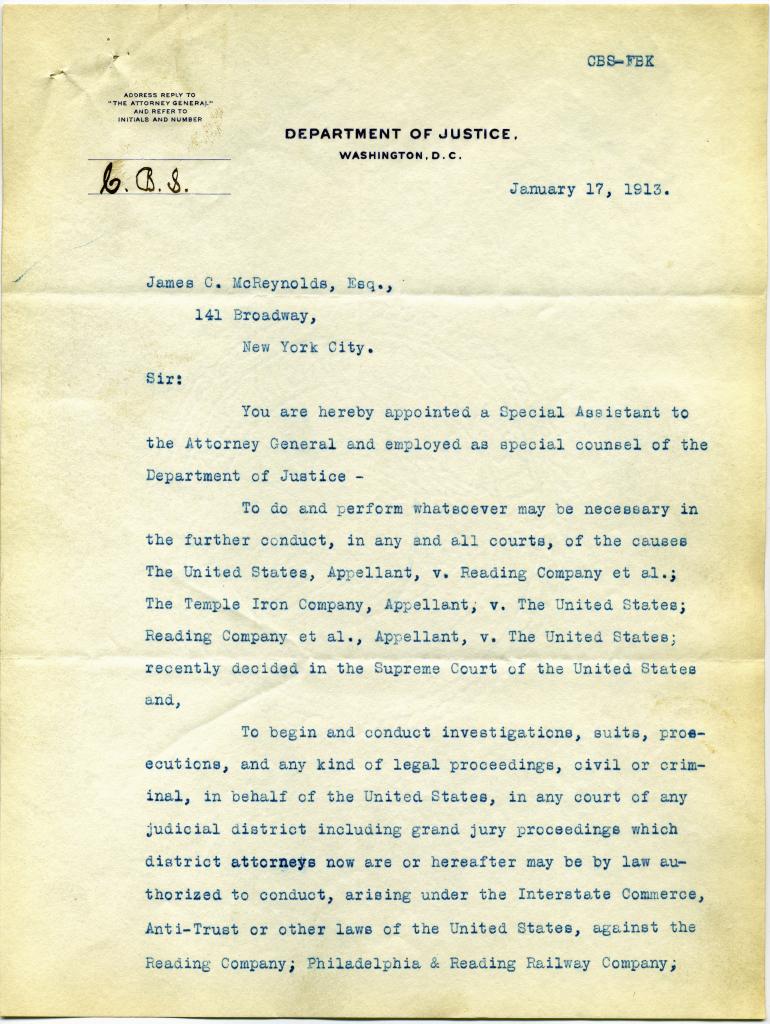 CBS-FBK
ADDRESS REPLY TO
"THE ATTORNEY GENERAL"
AND REFER TO
INITIALS AND NUMBER
DEPARTMENT OF JUSTICE,
WASHINGTON, D. C.
C. B. S.
January 17, 1913.
James C. McReynolds, Esq.,
141 Broadway,
New York City.
Sir:
You are hereby appointed a Special Assistant to
the Attorney General and employed as special counsel of the
Department of Justice -
To do and perform whatsoever may be necessary in
the further conduct, in any and all courts, of the causes
The United States, Appellant, v. Reading Company et al.;
The Temple Iron Company, Appellant, v. The United States;
Reading Company et al., Appellant, v. The United States;
recently decided in the Supreme Court of the United States
and,
To begin and conduct investigations, suits, pros-
ecutions, and any kind of legal proceedings, civil or crim-
inal, in behalf of the United States, in any court of any
judicial district including grand jury proceedings which
district attorneys now are or hereafter may be by law au-
thorized to conduct, arising under the Interstate Commerce,
Anti-Trust or other laws of the United States, against the
Reading Company; Philadelphia & Reading Railway Company;